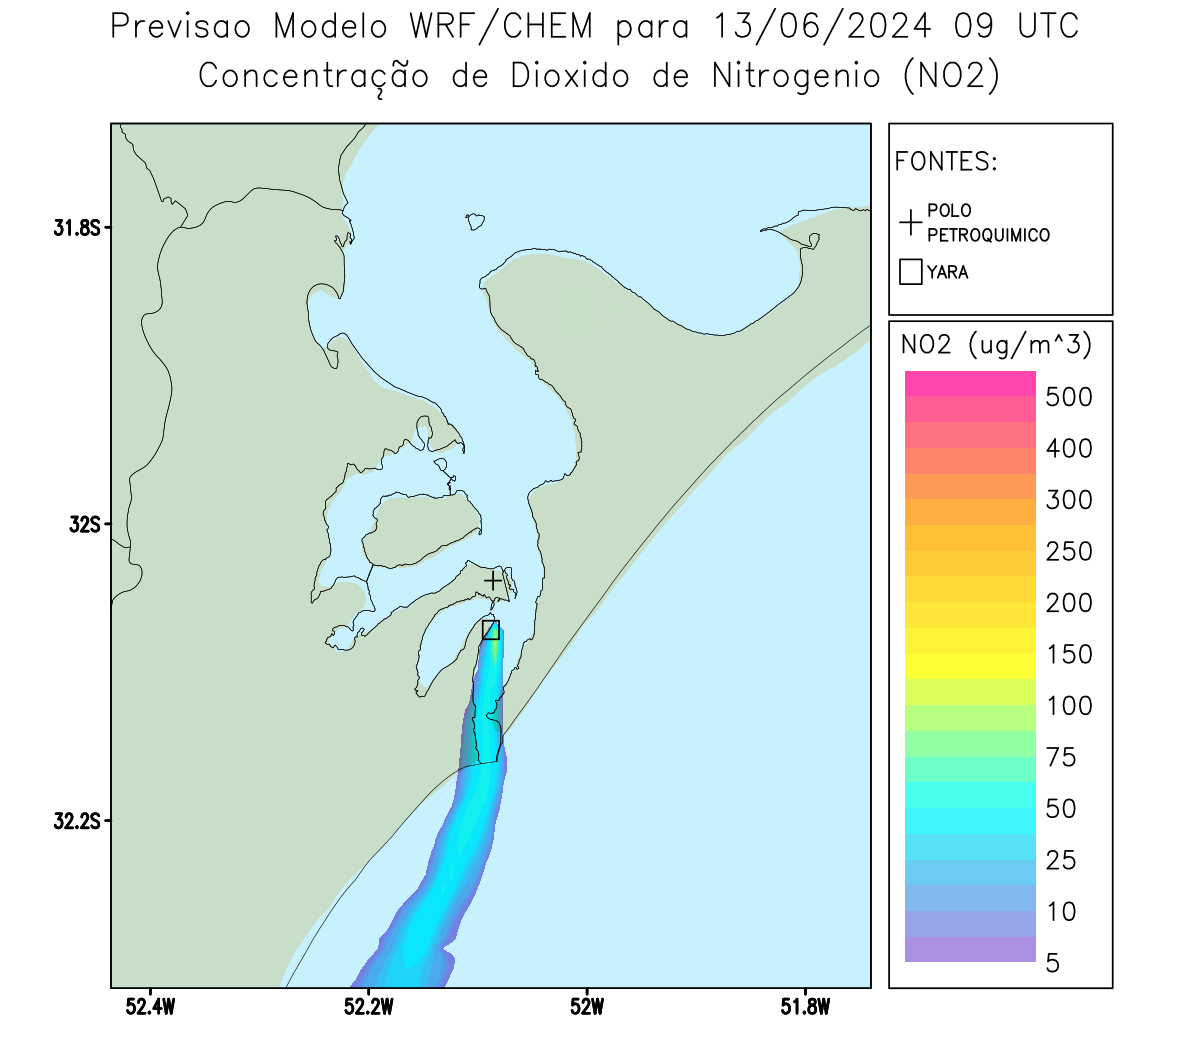 Previsao Modelo WRF/CHEM para 13/06/2024 09 UTC
Concentração de Dioxido de Nitrogenio (NO2)
FONTES:
POLO
PETROQUIMICO
YARA
NO2 (ug/m^3)
500
400
300
250
200
150
100
75
50
25
10
5
31.8S
32S
32.2S
52.4W
52.2W
52W
51.8W